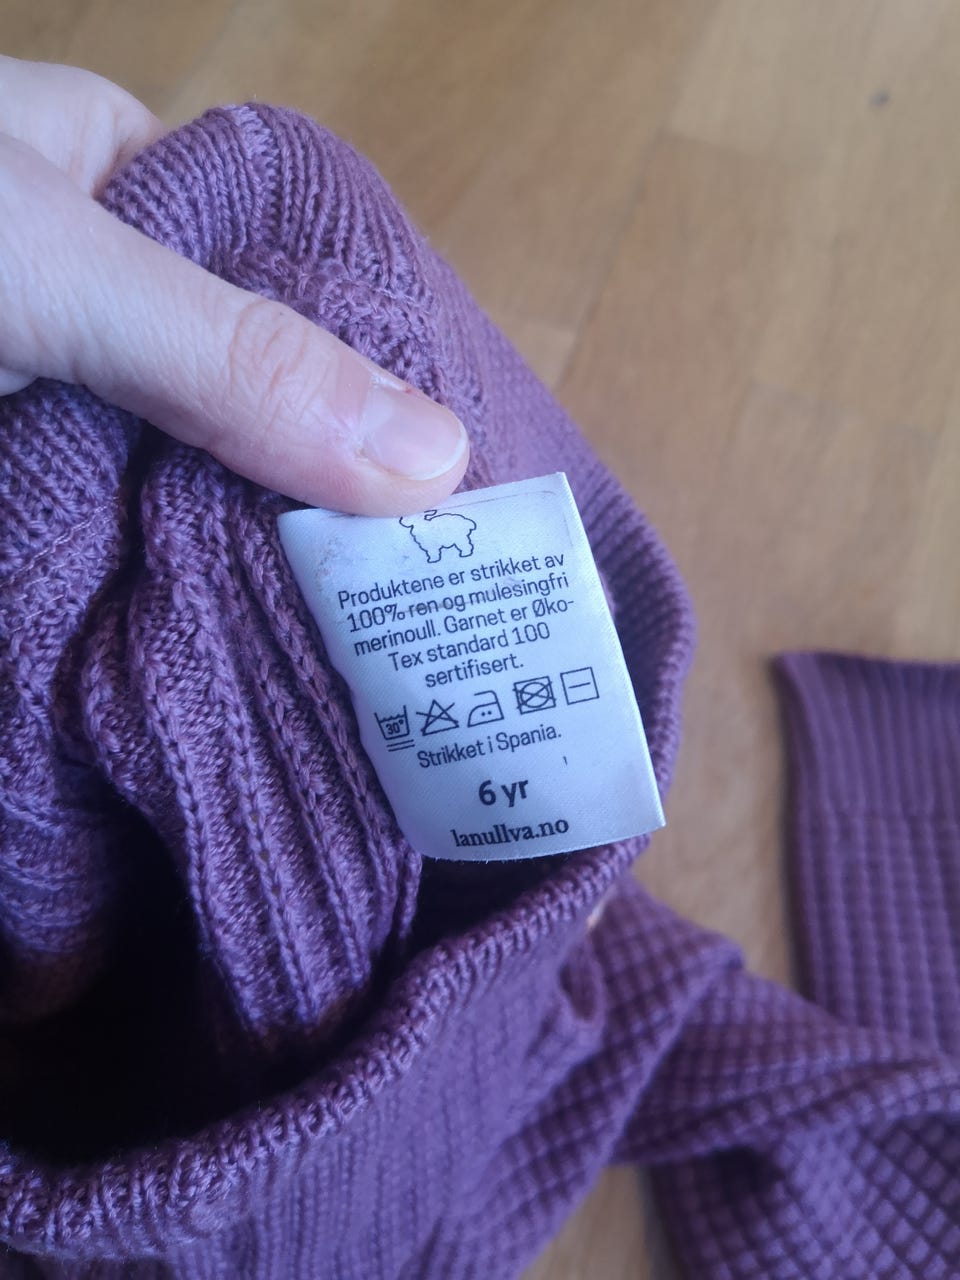 Produktene er strikket av
100% ren og mulesingfri
merinoull. Garnet er Øko-
Tex standard 100
sertifisert.
30°
Strikket i Spania.
6 yr
lanullva.no